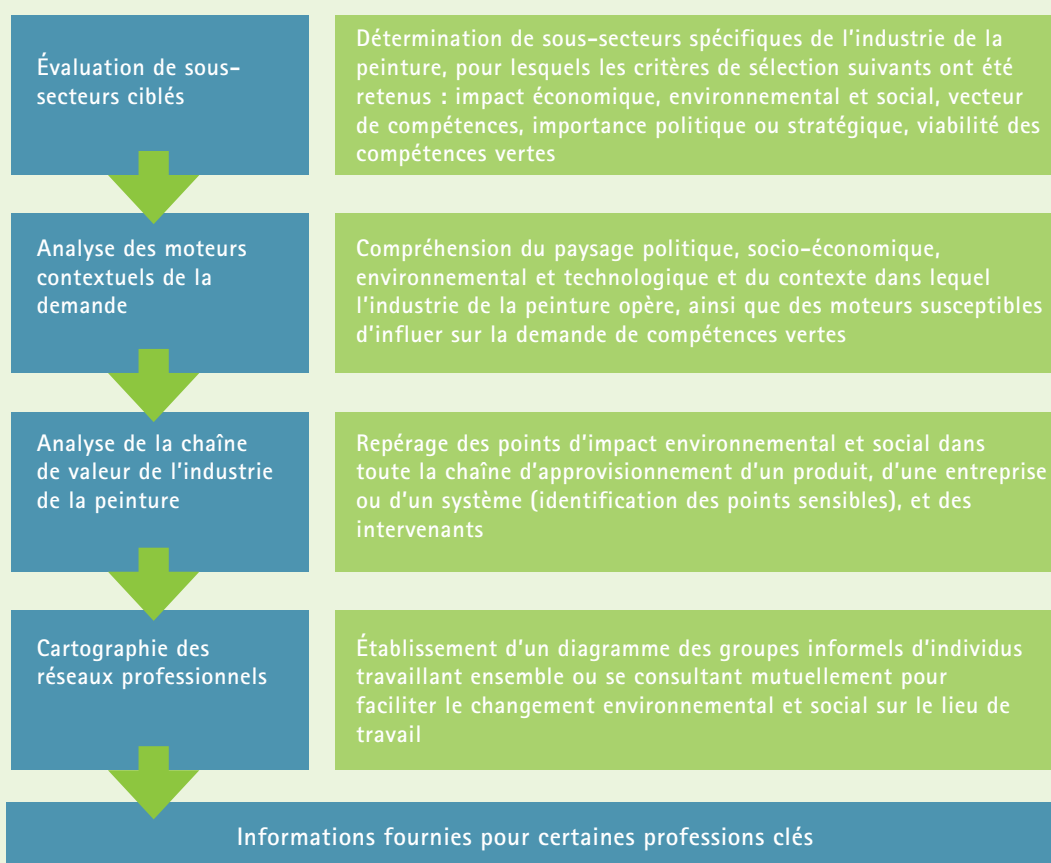 Évaluation de sous-
secteurs ciblés
Détermination de sous-secteurs spécifiques de l'industrie de la
peinture, pour lesquels les critères de sélection suivants ont été
retenus : impact économique, environnemental et social, vecteur
de compétences, importance politique ou stratégique, viabilité des
compétences vertes
Analyse des moteurs
contextuels de la
demande
Compréhension du paysage politique, socio-économique,
environnemental et technologique et du contexte dans lequel
l'industrie de la peinture opère, ainsi que des moteurs susceptibles
d'influer sur la demande de compétences vertes
Analyse de la chaîne
de valeur de l'industrie
de la peinture
Repérage des points d'impact environnemental et social dans
toute la chaîne d'approvisionnement d'un produit, d'une entreprise
ou d'un système (identification des points sensibles), et des
intervenants
Cartographie des
réseaux professionnels
Établissement d'un diagramme des groupes informels d'individus
travaillant ensemble ou se consultant mutuellement pour
faciliter le changement environnemental et social sur le lieu de
travail
Informations fournies pour certaines professions clés